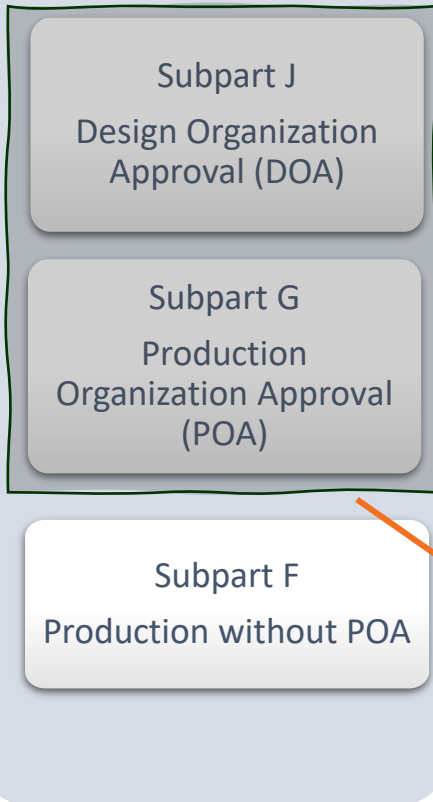 Subpart J
Design Organization
Approval (DOA)
Subpart G
Production
Organization Approval
(POA)
Subpart F
Production without POA